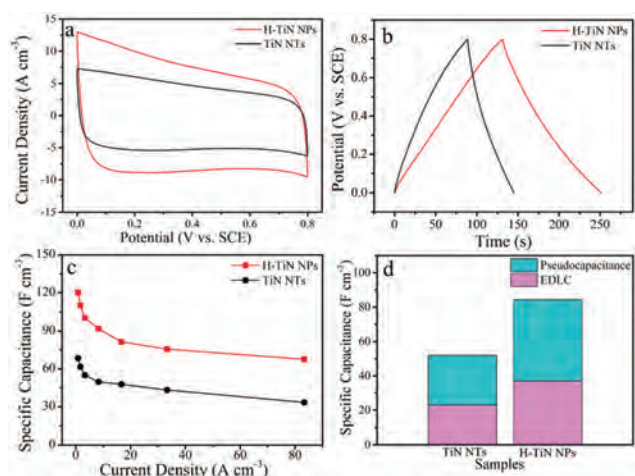 a
H-TiN NPs
TiN NTs
Current Density (A cm⁻³)
15
10
5
0
-5
-10
-15
0.0 0.2 0.4 0.6 0.8
Potential (V vs. SCE)
b
H-TiN NPs
TiN NTs
Potential (V vs. SCE)
0.8
0.6
0.4
0.2
0.0
0 50 100 150 200 250 300
Time (s)
c
H-TiN NPs
TiN NTs
Specific Capacitance (F cm⁻³)
150
120
90
60
30
0
0 20 40 60 80
Current Density (A cm⁻³)
d
Pseudocapacitance
EDLC
Specific Capacitance (F cm⁻³)
100
80
60
40
20
0
TiN NTs H-TiN NPs
Samples